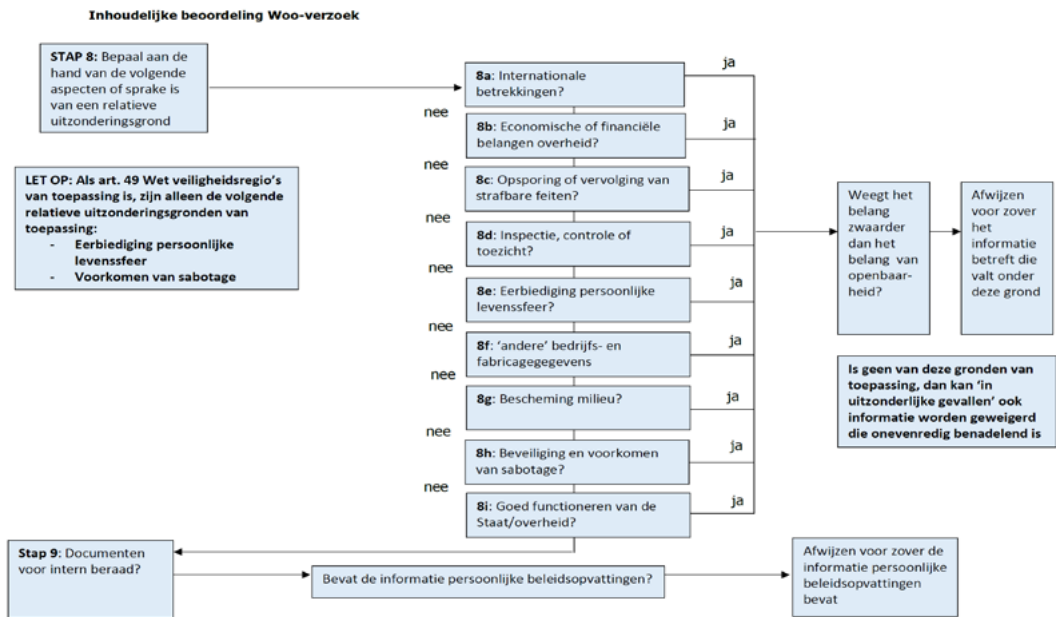 Inhoudelijke beoordeling Woo-verzoek
STAP 8: Bepaal aan de
hand van de volgende
aspecten of sprake is
van een relatieve
uitzonderingsgrond
LET OP: Als art. 49 Wet veiligheidsregio's
van toepassing is, zijn alleen de volgende
relatieve uitzonderingsgronden van
toepassing:
- Eerbiediging persoonlijke
levenssfeer
- Voorkomen van sabotage
8a: Internationale
betrekkingen?
ja
nee
8b: Economische of financiële
belangen overheid?
ja
nee
8c: Opsporing of vervolging van
strafbare feiten?
ja
nee
8d: Inspectie, controle of
toezicht?
ja
nee
8e: Eerbiediging persoonlijke
levenssfeer?
ja
nee
8f: 'andere' bedrijfs- en
fabricagegegevens
ja
nee
8g: Bescheming milieu?
ja
nee
8h: Beveiliging en voorkomen
van sabotage?
ja
nee
8i: Goed functioneren van de
Staat/overheid?
ja
Weegt het
belang
zwaarder
dan het
belang van
openbaar-
heid?
Afwijzen
voor zover
het
informatie
betreft die
valt onder
deze grond
Is geen van deze gronden van
toepassing, dan kan 'in
uitzonderlijke gevallen' ook
informatie worden geweigerd
die onevenredig benadelend is
Stap 9: Documenten
voor intern beraad?
Bevat de informatie persoonlijke beleidsopvattingen?
Afwijzen voor zover de
informatie persoonlijke
beleidsopvattingen
bevat